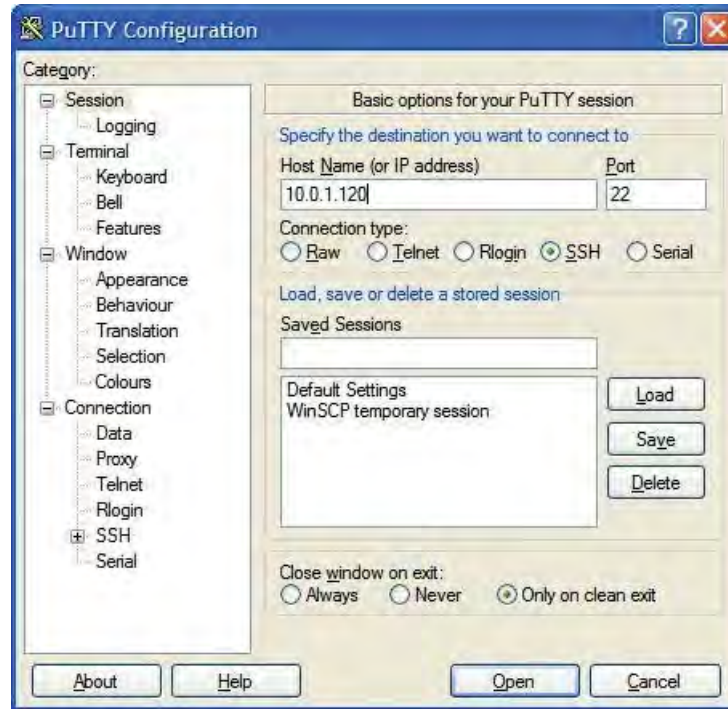 PuTTY Configuration
?
X
Category:
Session
Logging
Terminal
Keyboard
Bell
Features
Window
Appearance
Behaviour
Translation
Selection
Colours
Connection
Data
Proxy
Telnet
Rlogin
SSH
Serial
Basic options for your PuTTY session
Specify the destination you want to connect to
Host Name (or IP address) Port
10.0.1.120 22
Connection type:
Raw Telnet Rlogin SSH Serial
Load, save or delete a stored session
Saved Sessions
Default Settings
WinSCP temporary session
Load
Save
Delete
Close window on exit:
Always Never Only on clean exit
About Help Open Cancel